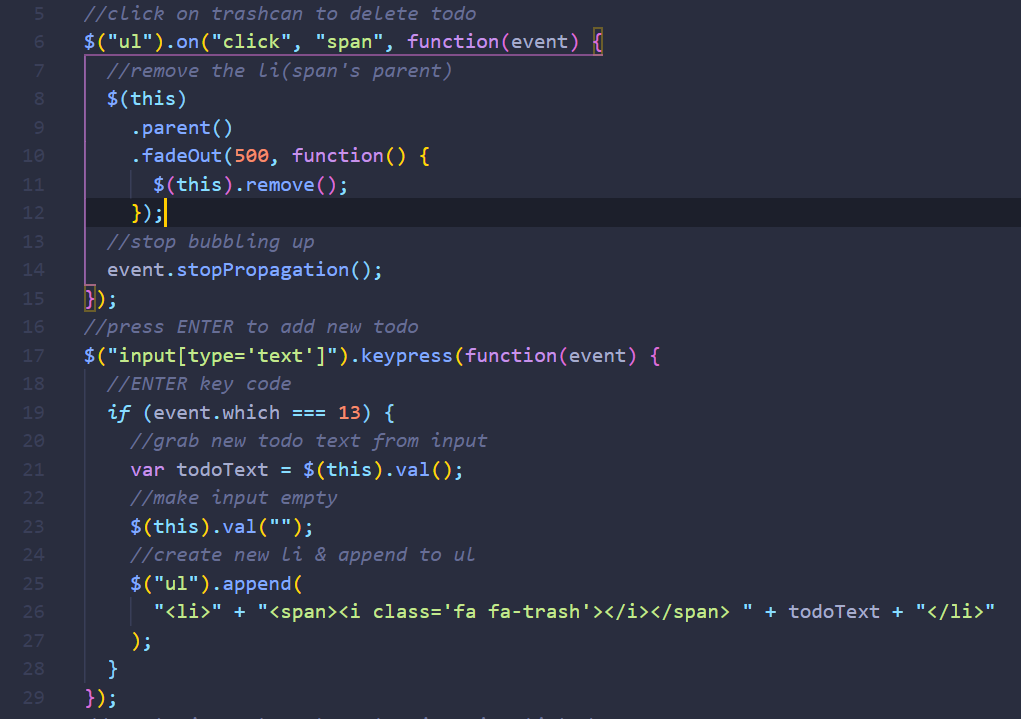 5 //click on trashcan to delete todo
6 $("ul").on("click", "span", function(event) {
7 //remove the li(span's parent)
8 $(this)
9 .parent()
10 .fadeOut(500, function() {
11 $(this).remove();
12 });
13 //stop bubbling up
14 event.stopPropagation();
15 });
16 //press ENTER to add new todo
17 $("input[type='text']").keypress(function(event) {
18 //ENTER key code
19 if (event.which === 13) {
20 //grab new todo text from input
21 var todoText = $(this).val();
22 //make input empty
23 $(this).val("");
24 //create new li & append to ul
25 $("ul").append(
26 "<li>" + "<span><i class='fa fa-trash'></i></span> " + todoText + "</li>"
27 );
28 }
29 });